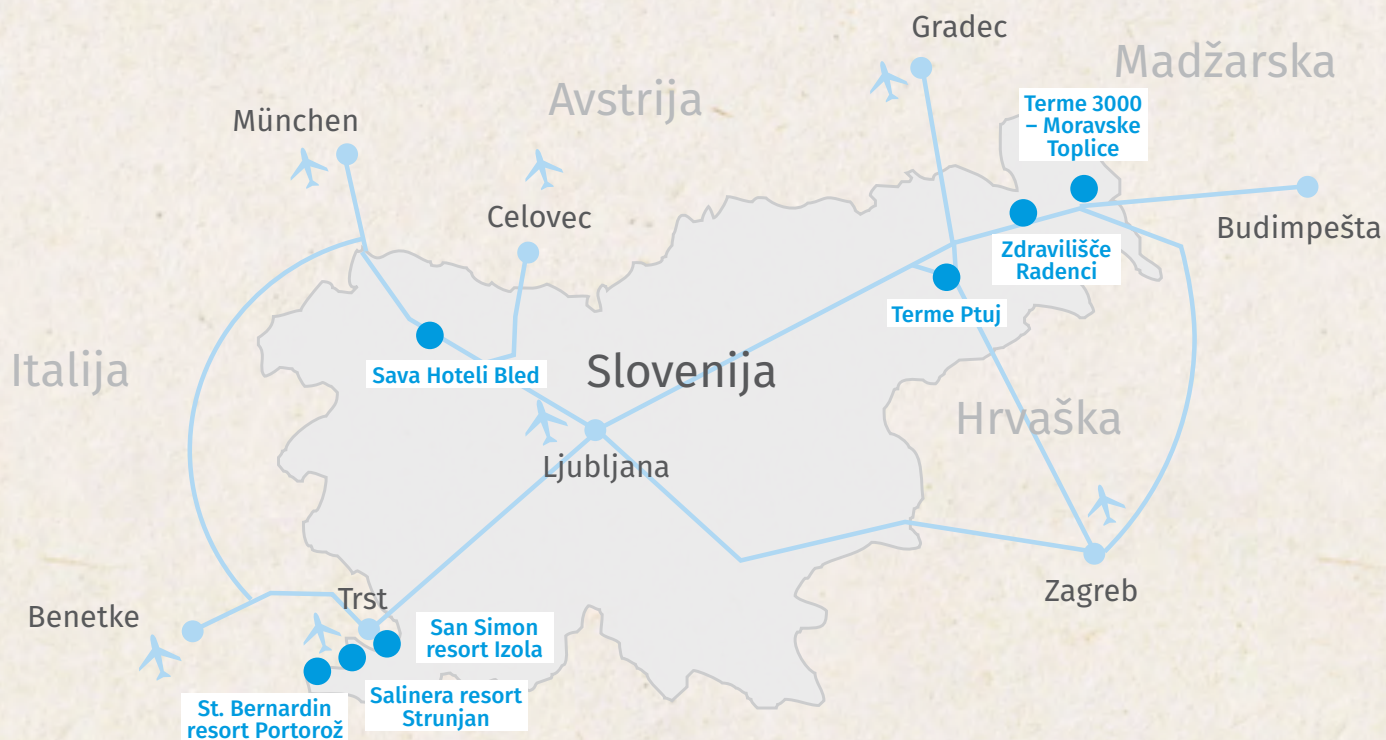 Gradec
Madžarska
Avstrija
München
Terme 3000
– Moravske
Toplice
Celovec
Budimpešta
Zdravilišče
Radenci
Terme Ptuj
Italija
Sava Hoteli Bled
Slovenija
Hrvaška
Ljubljana
Zagreb
Trst
Benetke
San Simon
resort Izola
Salinera resort
Strunjan
St. Bernardin
resort Portorož